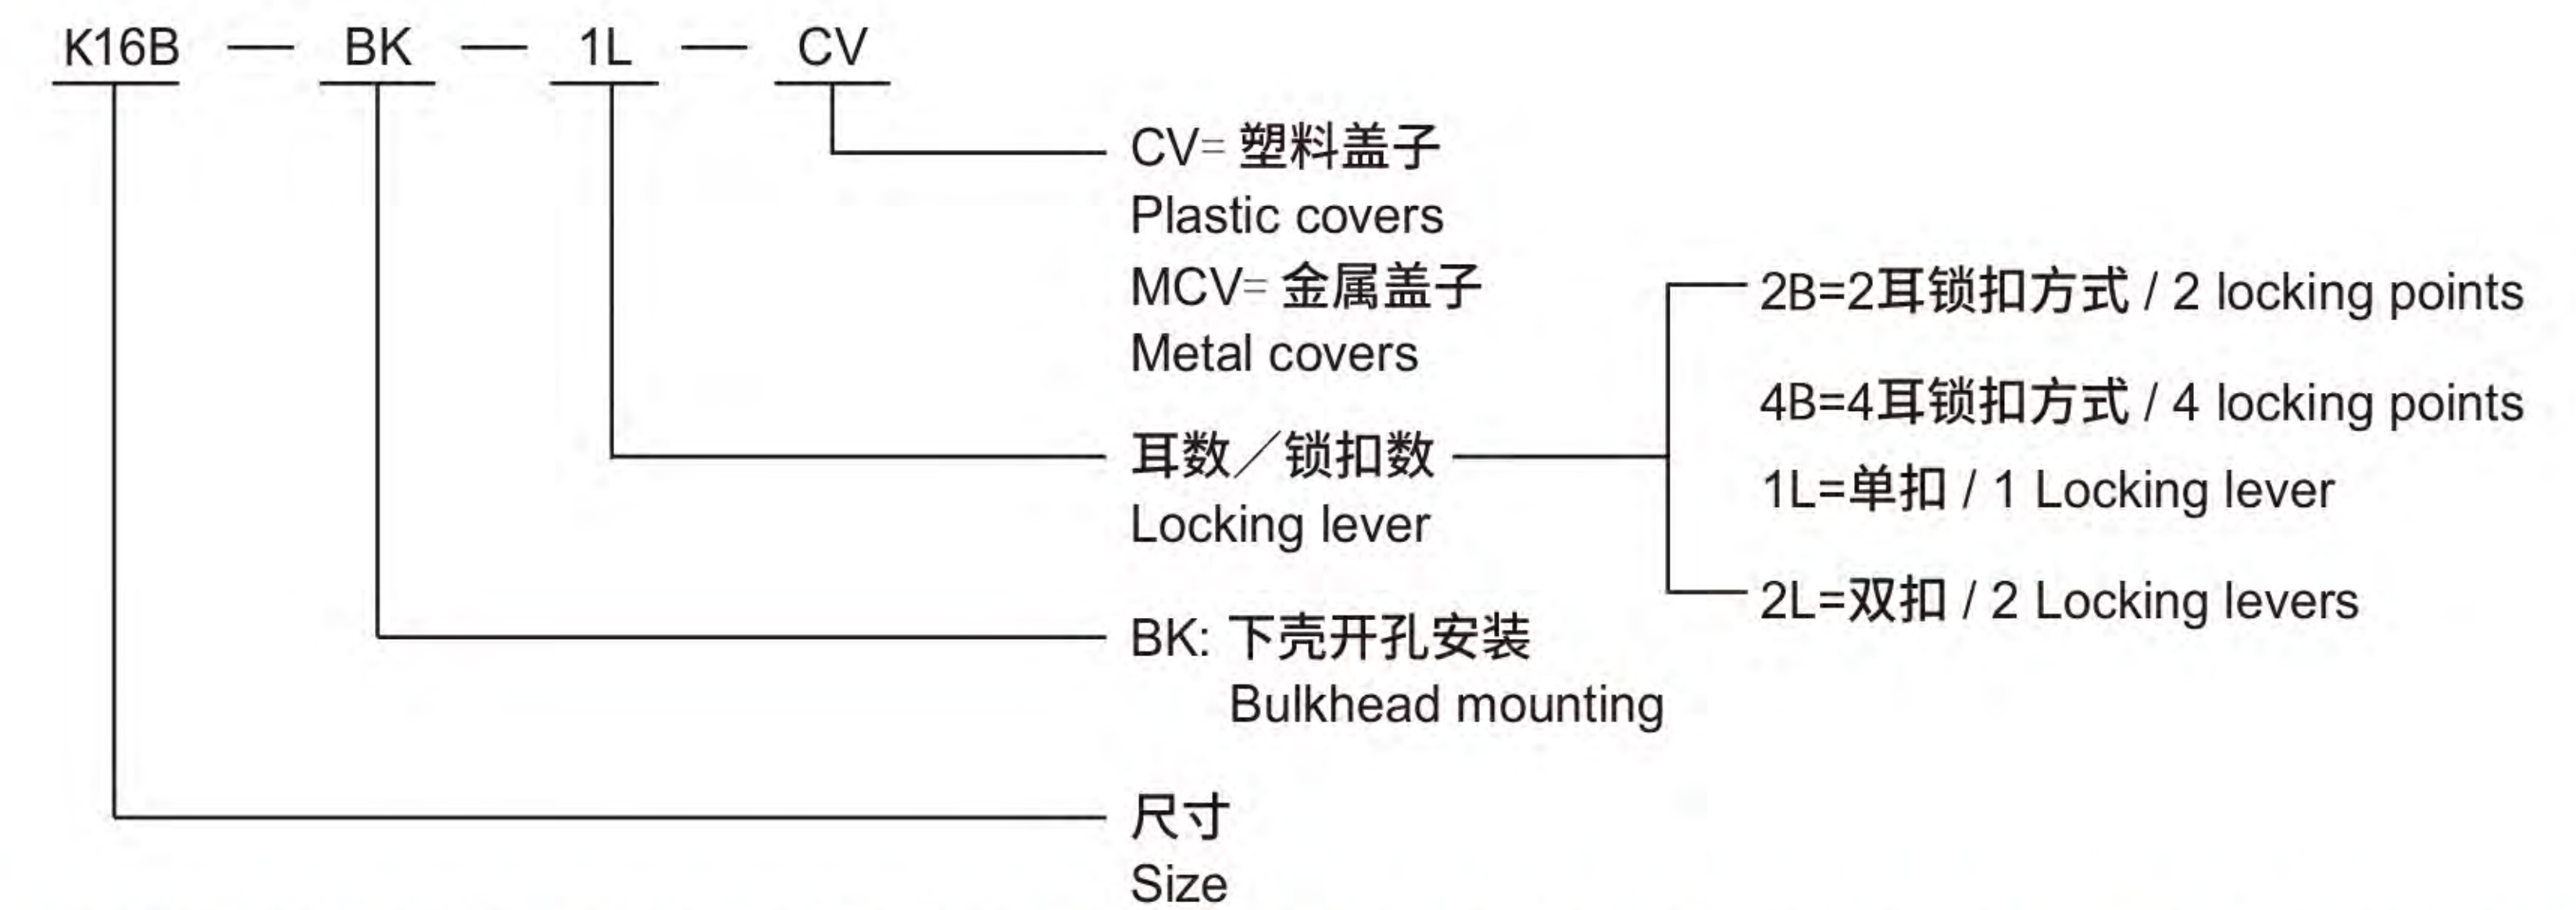 K16B — BK — 1L — CV
CV= 塑料盖子
Plastic covers
MCV= 金属盖子
Metal covers
耳数／锁扣数
Locking lever
2B=2耳锁扣方式 / 2 locking points
4B=4耳锁扣方式 / 4 locking points
1L=单扣 / 1 Locking lever
2L=双扣 / 2 Locking levers
BK: 下壳开孔安装
Bulkhead mounting
尺寸
Size